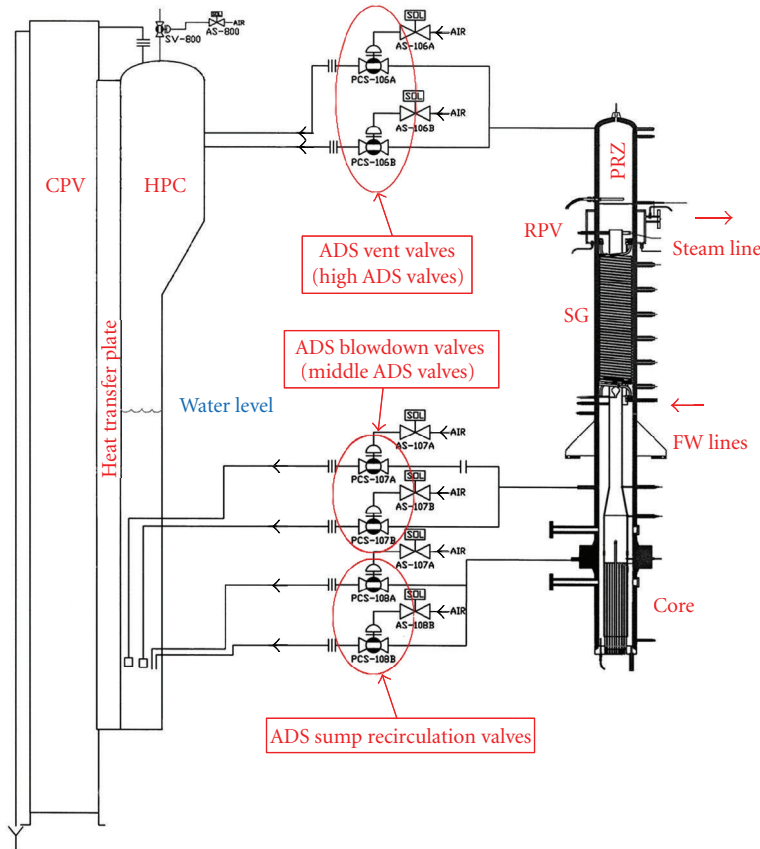 SOL
AIR
SV-800
AS-800
SOL
AIR
AS-106A
PCS-106A
SOL
AIR
AS-106B
PCS-106B
CPV
HPC
PRZ
RPV
ADS vent valves
(high ADS valves)
Steam line
SG
Heat transfer plate
ADS blowdown valves
(middle ADS valves)
Water level
SOL
AIR
AS-107A
FW lines
PCS-107A
SOL
AIR
AS-107B
PCS-107B
SOL
AIR
AS-107A
PCS-108A
SOL
AIR
AS-108B
PCS-108B
Core
ADS sump recirculation valves